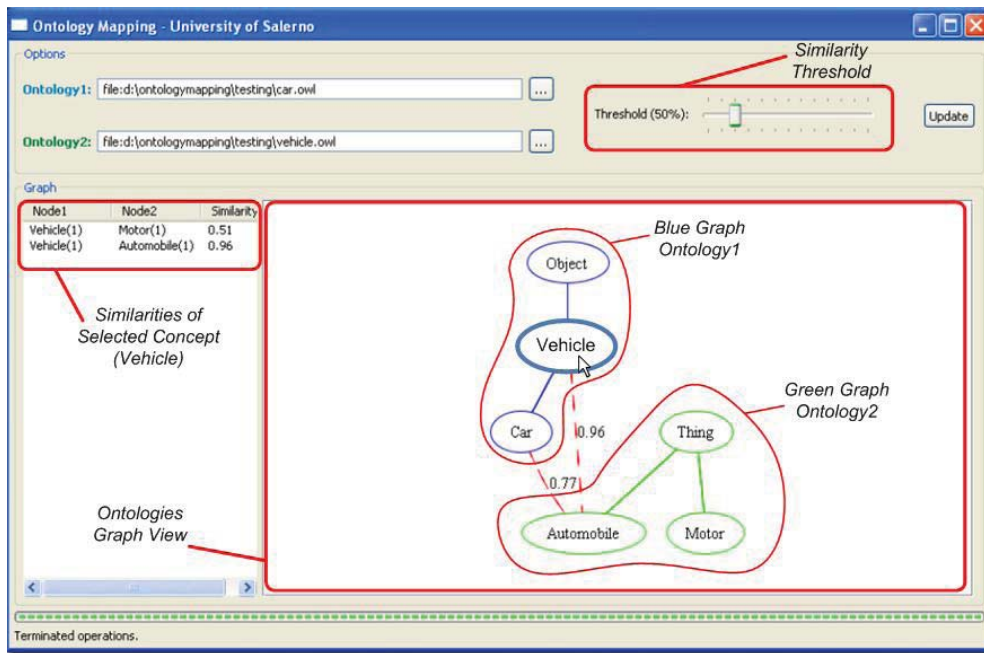 Ontology Mapping - University of Salerno
Options
Similarity
Threshold
Ontology1: file:d:\ontologymapping\testing\car.owl ...
Threshold (50%):
Update
Ontology2: file:d:\ontologymapping\testing\vehicle.owl ...
Graph
Node1 Node2 Similarity
Vehicle(1) Motor(1) 0.51
Vehicle(1) Automobile(1) 0.96
Similarities of
Selected Concept
(Vehicle)
Ontologies
Graph View
Blue Graph
Ontology1
Object
Vehicle
Green Graph
Ontology2
Car
0.96
Thing
0.77
Automobile
Motor
Terminated operations.